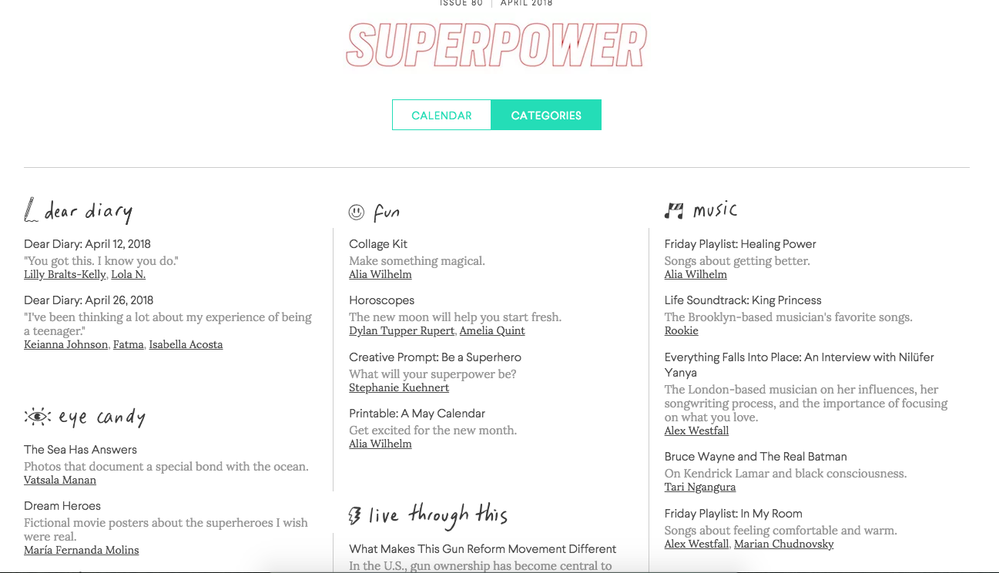 ISSUE 80 | APRIL 2018
SUPERPOWER
CALENDAR
CATEGORIES
dear diary
Dear Diary: April 12, 2018
"You got this. I know you do."
Lilly Bralts-Kelly, Lola N.
Dear Diary: April 26, 2018
"I've been thinking a lot about my experience of being
a teenager."
Keianna Johnson, Fatma, Isabella Acosta
eye candy
The Sea Has Answers
Photos that document a special bond with the ocean.
Vatsala Manan
Dream Heroes
Fictional movie posters about the superheroes I wish
were real.
María Fernanda Molins
fun
Collage Kit
Make something magical.
Alia Wilhelm
Horoscopes
The new moon will help you start fresh.
Dylan Tupper Rupert, Amelia Quint
Creative Prompt: Be a Superhero
What will your superpower be?
Stephanie Kuehnert
Printable: A May Calendar
Get excited for the new month.
Alia Wilhelm
live through this
What Makes This Gun Reform Movement Different
In the U.S., gun ownership has become central to
music
Friday Playlist: Healing Power
Songs about getting better.
Alia Wilhelm
Life Soundtrack: King Princess
The Brooklyn-based musician's favorite songs.
Rookie
Everything Falls Into Place: An Interview with Nilüfer
Yanya
The London-based musician on her influences, her
songwriting process, and the importance of focusing
on what you love.
Alex Westfall
Bruce Wayne and The Real Batman
On Kendrick Lamar and black consciousness.
Tari Ngangura
Friday Playlist: In My Room
Songs about feeling comfortable and warm.
Alex Westfall, Marian Chudnovsky